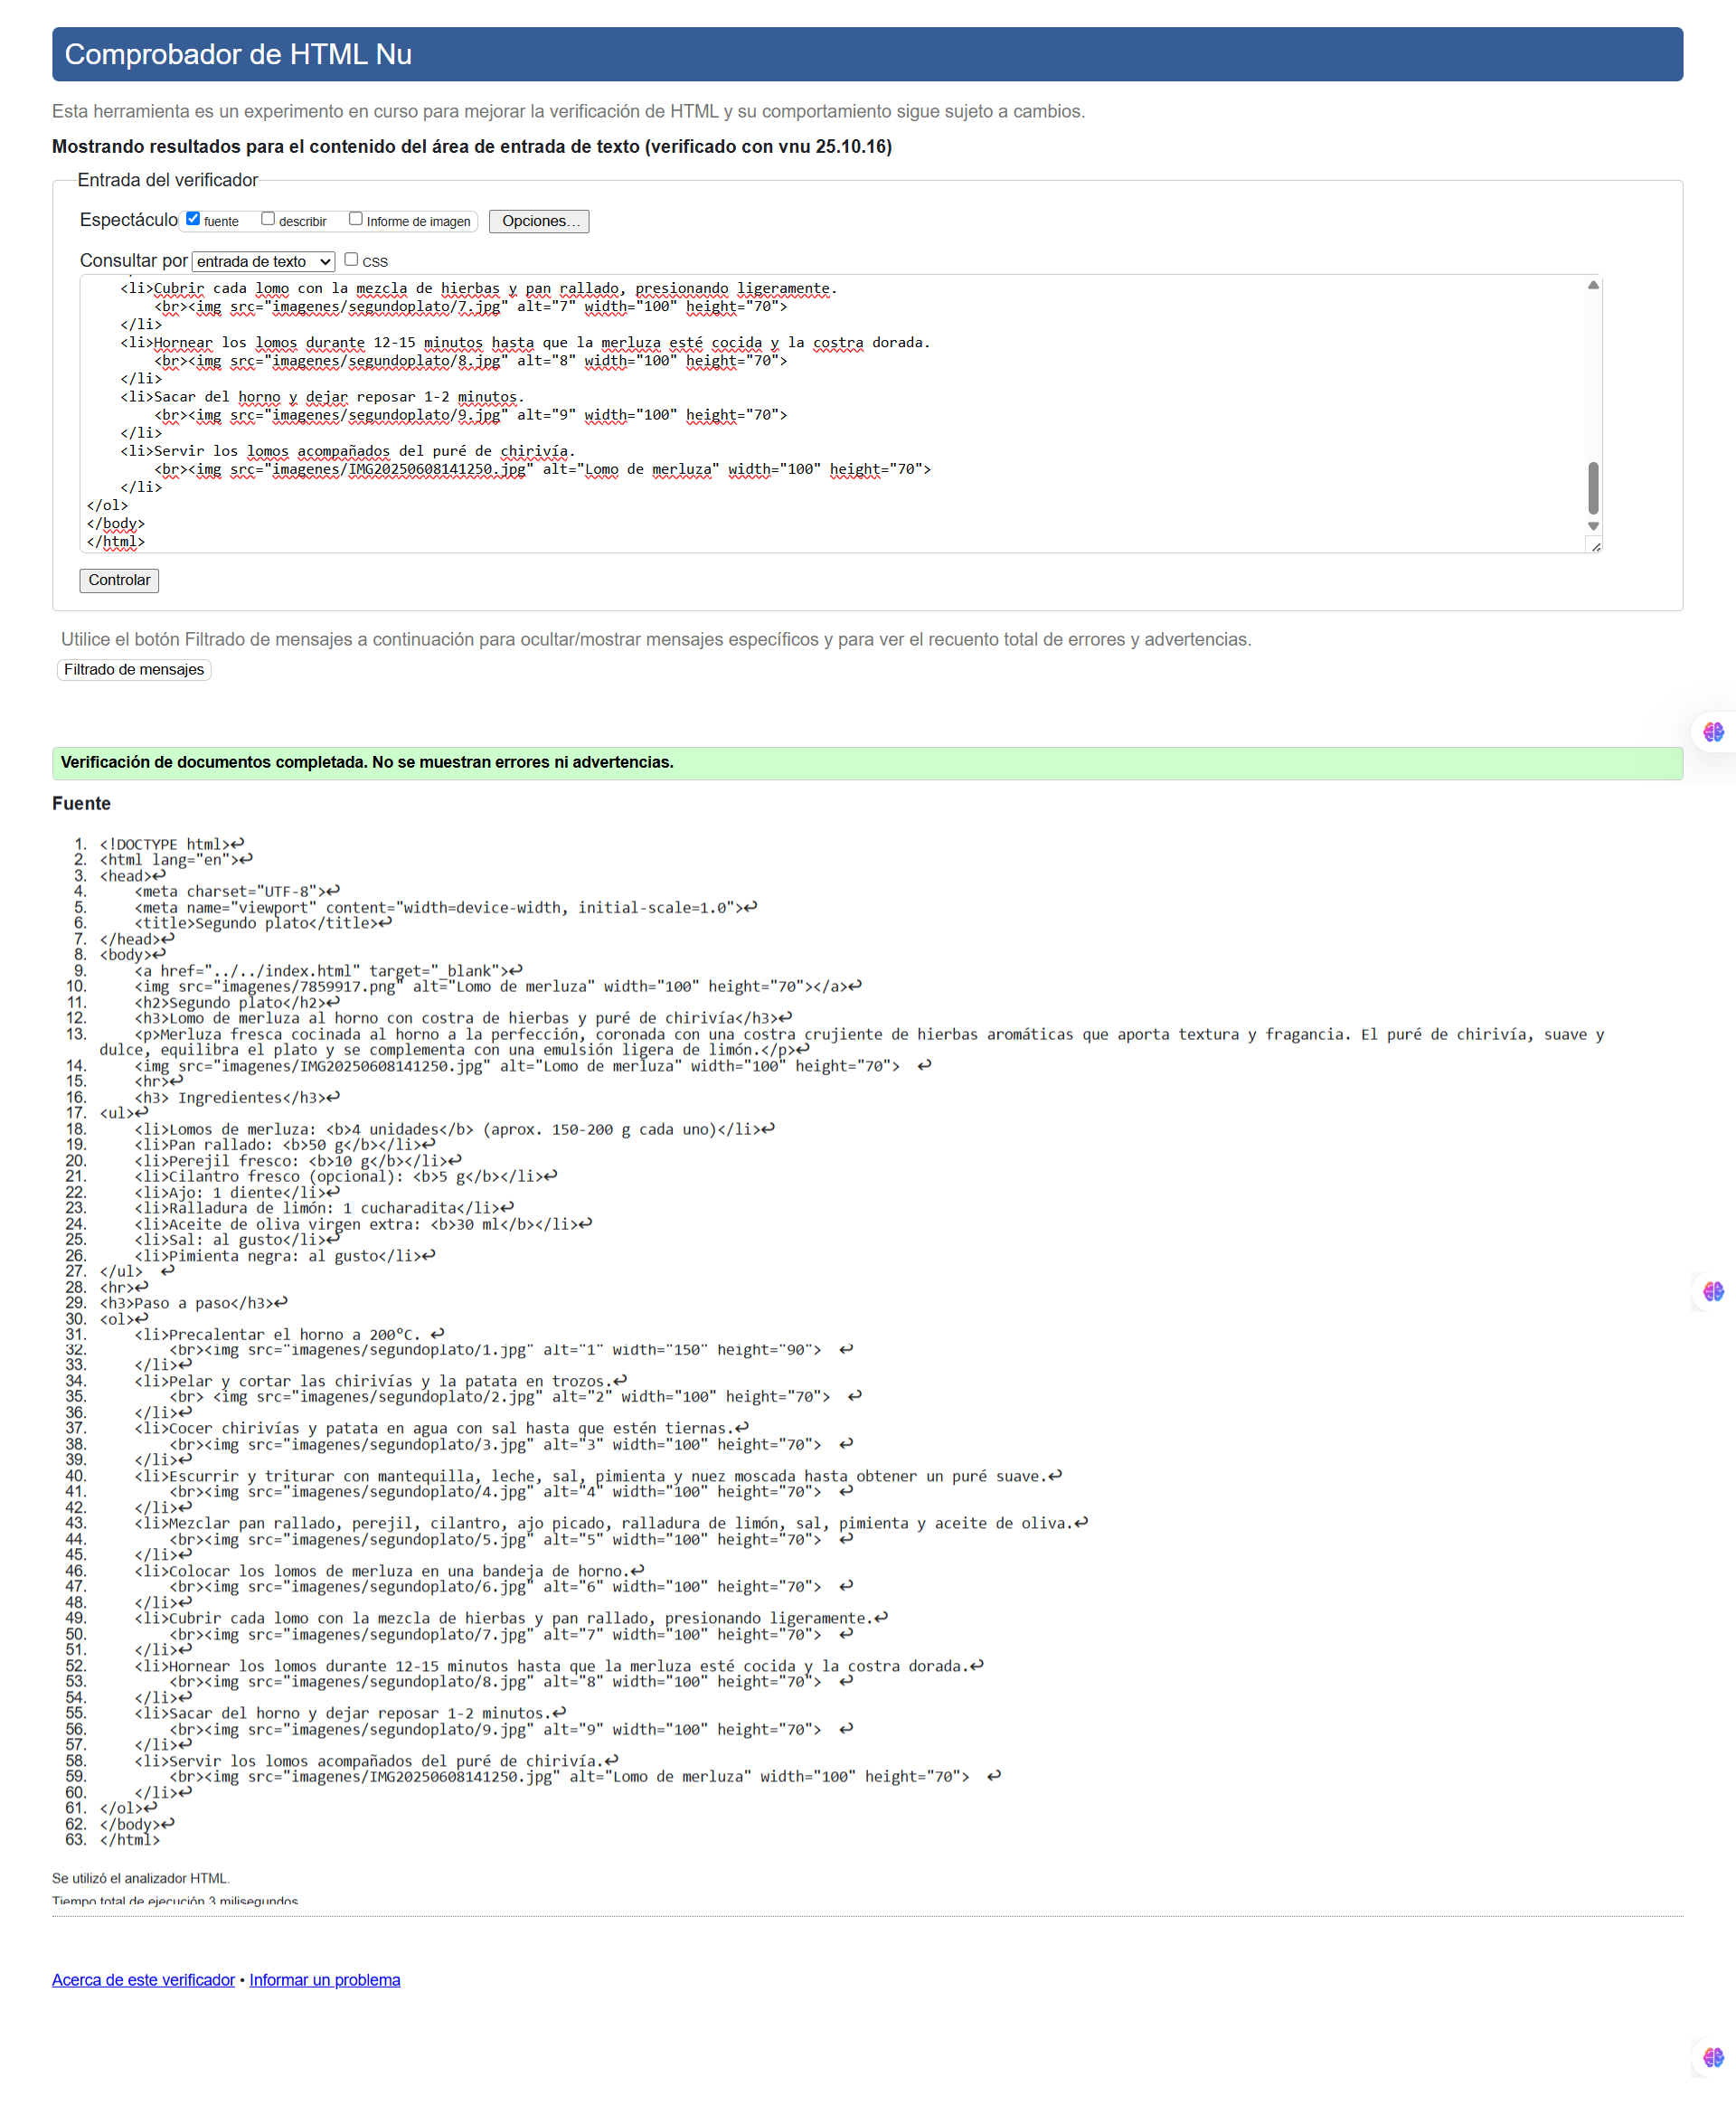 Comprobador de HTML Nu
Esta herramienta es un experimento en curso para mejorar la verificación de HTML y su comportamiento sigue sujeto a cambios.
Mostrando resultados para el contenido del área de entrada de texto (verificado con vnu 25.10.16)
Entrada del verificador
Espectáculo fuente describir Informe de imagen Opciones...
Consultar por entrada de texto CSS
<li>Cubrir cada lomo con la mezcla de hierbas y pan rallado, presionando ligeramente.
<br><img src="imagenes/segundoplato/7.jpg" alt="7" width="100" height="70">
</li>
<li>Hornear los lomos durante 12-15 minutos hasta que la merluza esté cocida y la costra dorada.
<br><img src="imagenes/segundoplato/8.jpg" alt="8" width="100" height="70">
</li>
<li>Sacar del horno y dejar reposar 1-2 minutos.
<br><img src="imagenes/segundoplato/9.jpg" alt="9" width="100" height="70">
</li>
<li>Servir los lomos acompañados del puré de chirivía.
<br><img src="imagenes/IMG20250608141250.jpg" alt="Lomo de merluza" width="100" height="70">
</li>
</ol>
</body>
</html>
Controlar
Utilice el botón Filtrado de mensajes a continuación para ocultar/mostrar mensajes específicos y para ver el recuento total de errores y advertencias.
Filtrado de mensajes
Verificación de documentos completada. No se muestran errores ni advertencias.
Fuente
1. <!DOCTYPE html>↩
2. <html lang="en">↩
3. <head>↩
4. <meta charset="UTF-8">↩
5. <meta name="viewport" content="width=device-width, initial-scale=1.0">↩
6. <title>Segundo plato</title>↩
7. </head>↩
8. <body>↩
9. <a href="../../index.html" target="_blank">↩
10. <img src="imagenes/7859917.png" alt="Lomo de merluza" width="100" height="70"></a>↩
11. <h2>Segundo plato</h2>↩
12. <h3>Lomo de merluza al horno con costra de hierbas y puré de chirivía</h3>↩
13. <p>Merluza fresca cocinada al horno a la perfección, coronada con una costra crujiente de hierbas aromáticas que aporta textura y fragancia. El puré de chirivía, suave y
dulce, equilibra el plato y se complementa con una emulsión ligera de limón.</p>↩
14. <img src="imagenes/IMG20250608141250.jpg" alt="Lomo de merluza" width="100" height="70"> ↩
15. <hr>↩
16. <h3> Ingredientes</h3>↩
17. <ul>↩
18. <li>Lomos de merluza: <b>4 unidades</b> (aprox. 150-200 g cada uno)</li>↩
19. <li>Pan rallado: <b>50 g</b></li>↩
20. <li>Perejil fresco: <b>10 g</b></li>↩
21. <li>Cilantro fresco (opcional): <b>5 g</b></li>↩
22. <li>Ajo: 1 diente</li>↩
23. <li>Ralladura de limón: 1 cucharadita</li>↩
24. <li>Aceite de oliva virgen extra: <b>30 ml</b></li>↩
25. <li>Sal: al gusto</li>↩
26. <li>Pimienta negra: al gusto</li>↩
27. </ul> ↩
28. <hr>↩
29. <h3>Paso a paso</h3>↩
30. <ol>↩
31. <li>Precalentar el horno a 200°C. ↩
32. <br><img src="imagenes/segundoplato/1.jpg" alt="1" width="150" height="90"> ↩
33. </li>↩
34. <li>Pelar y cortar las chirivías y la patata en trozos.↩
35. <br> <img src="imagenes/segundoplato/2.jpg" alt="2" width="100" height="70"> ↩
36. </li>↩
37. <li>Cocer chirivías y patata en agua con sal hasta que estén tiernas.↩
38. <br><img src="imagenes/segundoplato/3.jpg" alt="3" width="100" height="70"> ↩
39. </li>↩
40. <li>Escurrir y triturar con mantequilla, leche, sal, pimienta y nuez moscada hasta obtener un puré suave.↩
41. <br><img src="imagenes/segundoplato/4.jpg" alt="4" width="100" height="70"> ↩
42. </li>↩
43. <li>Mezclar pan rallado, perejil, cilantro, ajo picado, ralladura de limón, sal, pimienta y aceite de oliva.↩
44. <br><img src="imagenes/segundoplato/5.jpg" alt="5" width="100" height="70"> ↩
45. </li>↩
46. <li>Colocar los lomos de merluza en una bandeja de horno.↩
47. <br><img src="imagenes/segundoplato/6.jpg" alt="6" width="100" height="70"> ↩
48. </li>↩
49. <li>Cubrir cada lomo con la mezcla de hierbas y pan rallado, presionando ligeramente.↩
50. <br><img src="imagenes/segundoplato/7.jpg" alt="7" width="100" height="70"> ↩
51. </li>↩
52. <li>Hornear los lomos durante 12-15 minutos hasta que la merluza esté cocida y la costra dorada.↩
53. <br><img src="imagenes/segundoplato/8.jpg" alt="8" width="100" height="70"> ↩
54. </li>↩
55. <li>Sacar del horno y dejar reposar 1-2 minutos.↩
56. <br><img src="imagenes/segundoplato/9.jpg" alt="9" width="100" height="70"> ↩
57. </li>↩
58. <li>Servir los lomos acompañados del puré de chirivía.↩
59. <br><img src="imagenes/IMG20250608141250.jpg" alt="Lomo de merluza" width="100" height="70"> ↩
60. </li>↩
61. </ol>↩
62. </body>↩
63. </html>
Se utilizó el analizador HTML.
Tiempo total de ejecución 3 milisegundos
Acerca de este verificador • Informar un problema